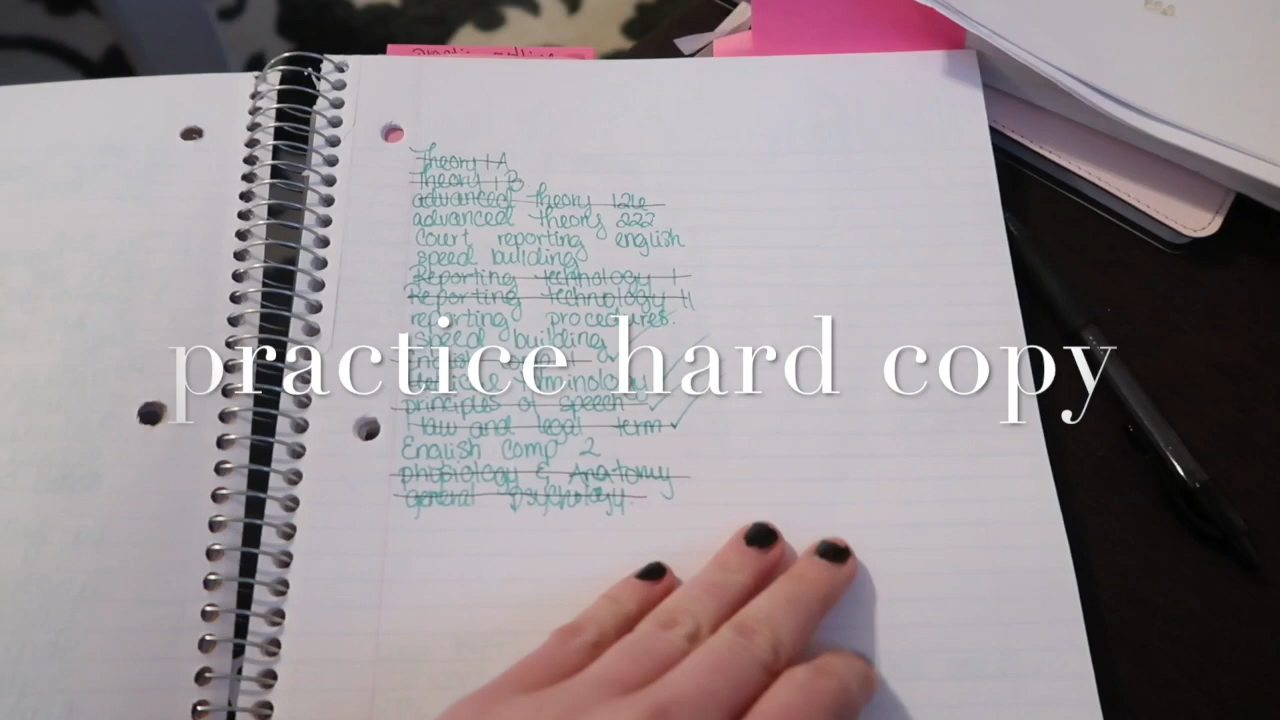 Theory 1 A
Theory 1 B
advanced theory 126
advanced theory 222
court reporting english
speed building
Reporting technology I
Reporting technology II
reporting procedures.
speed building
practice hard copy
principles of speech
law and legal term
English comp 2
physiology & Anatomy
general psychology.